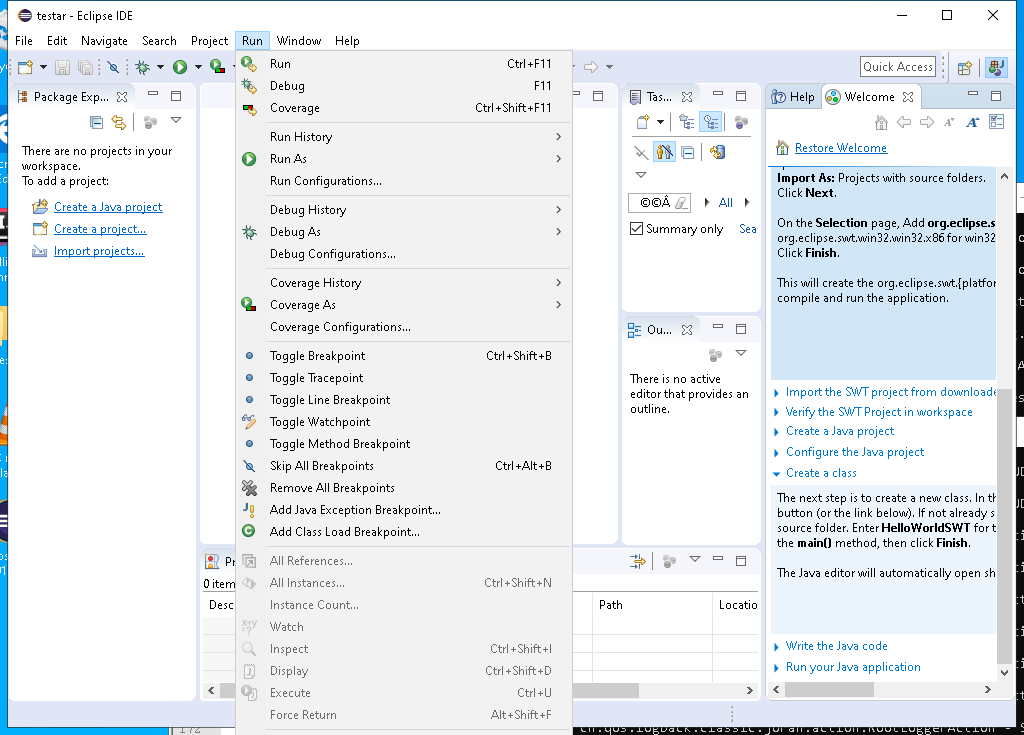 testar - Eclipse IDE
File Edit Navigate Search Project Run Window Help
Quick Access
Package Exp...
There are no projects in your
workspace.
To add a project:
Create a Java project
Create a project...
Import projects...
Run Ctrl+F11
Debug F11
Coverage Ctrl+Shift+F11
Run History
Run As
Run Configurations...
Debug History
Debug As
Debug Configurations...
Coverage History
Coverage As
Coverage Configurations...
Toggle Breakpoint Ctrl+Shift+B
Toggle Tracepoint
Toggle Line Breakpoint
Toggle Watchpoint
Toggle Method Breakpoint
Skip All Breakpoints Ctrl+Alt+B
Remove All Breakpoints
Add Java Exception Breakpoint...
Add Class Load Breakpoint...
All References...
All Instances... Ctrl+Shift+N
Instance Count...
Watch
Inspect Ctrl+Shift+I
Display Ctrl+Shift+D
Execute Ctrl+U
Force Return Alt+Shift+F
Tas...
©©Â All
Summary only Sea
Ou...
There is no active
editor that provides an
outline.
Pr
0 item
Desc Path Locatio
Help Welcome
Restore Welcome
Import As: Projects with source folders.
Click Next.
On the Selection page, Add org.eclipse.s
org.eclipse.swt.win32.win32.x86 for win32
Click Finish.
This will create the org.eclipse.swt.{platfor
compile and run the application.
Import the SWT project from downloade
Verify the SWT Project in workspace
Create a Java project
Configure the Java project
Create a class
The next step is to create a new class. In th
button (or the link below). If not already s
source folder. Enter HelloWorldSWT for t
the main() method, then click Finish.
The Java editor will automatically open sh
Write the Java code
Run your Java application
172
ch.qos.logback.classic.joran.action.RootLoggerAction - s